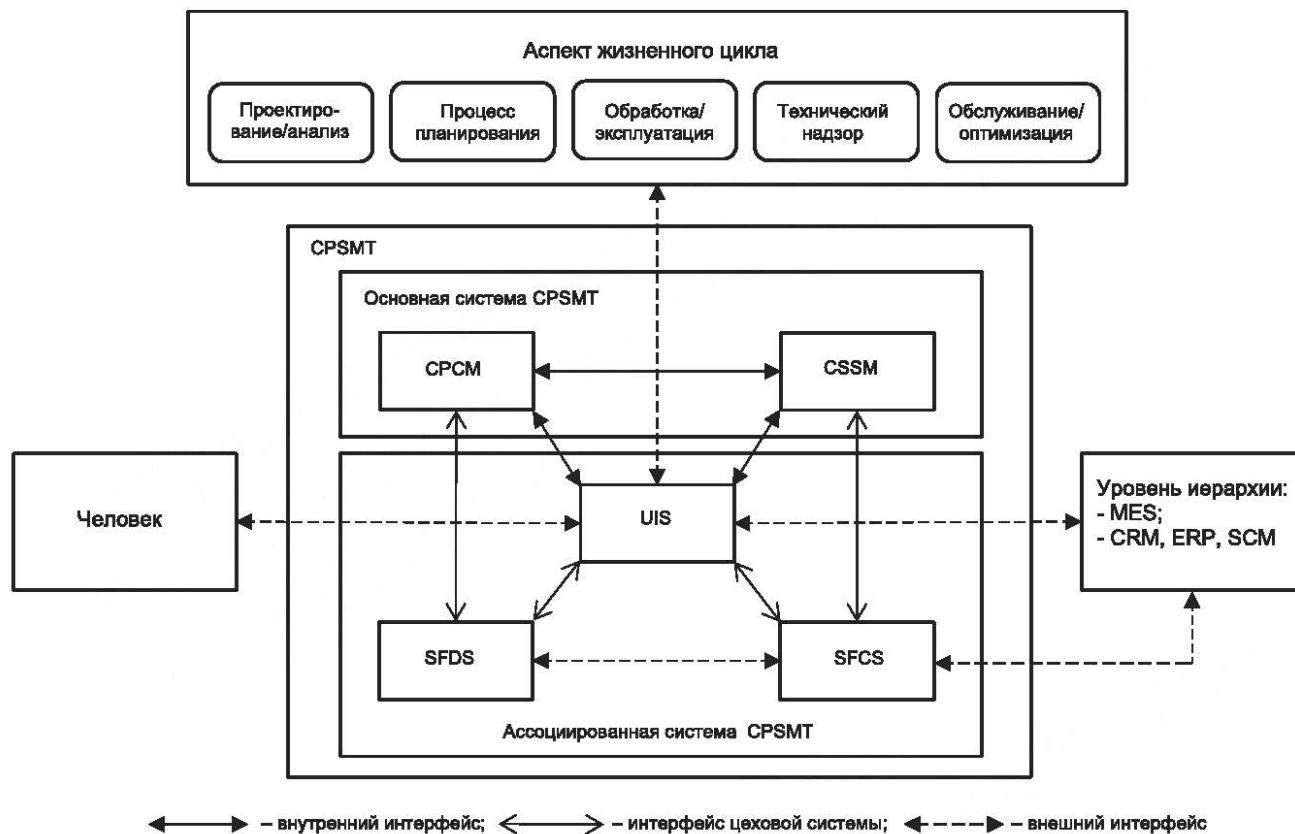 Аспект жизненного цикла
Проектиро-
вание/анализ
Процесс
планирования
Обработка/
эксплуатация
Технический
надзор
Обслуживание/
оптимизация
CPSMT
Основная система CPSMT
CPCM
CSSM
Человек
UIS
Уровень иерархии:
- MES;
- CRM, ERP, SCM
SFDS
SFCS
Ассоциированная система CPSMT
– внутренний интерфейс;
– интерфейс цеховой системы;
– внешний интерфейс